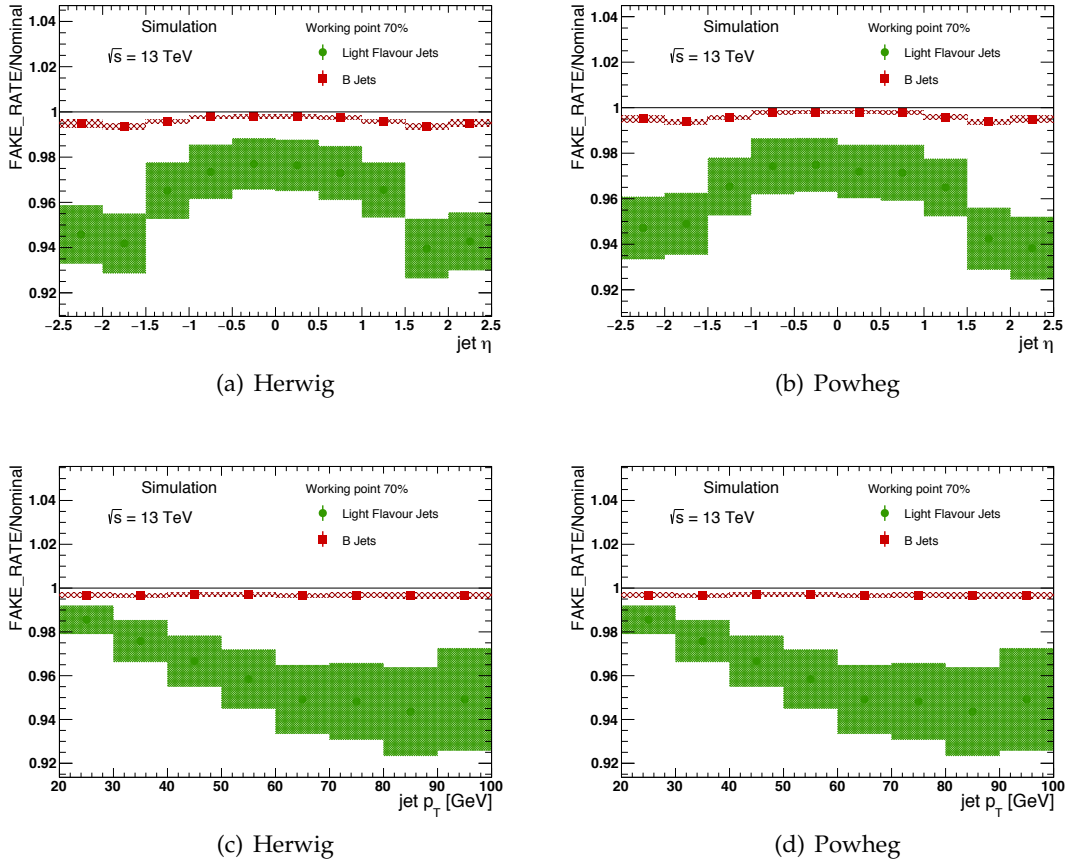 FAKE_RATE/Nominal
1.04
1.02
1
0.98
0.96
0.94
0.92
Simulation
√s = 13 TeV
Working point 70%
Light Flavour Jets
B Jets
−2.5 −2 −1.5 −1 −0.5 0 0.5 1 1.5 2 2.5
jet η
(a) Herwig
FAKE_RATE/Nominal
1.04
1.02
1
0.98
0.96
0.94
0.92
Simulation
√s = 13 TeV
Working point 70%
Light Flavour Jets
B Jets
−2.5 −2 −1.5 −1 −0.5 0 0.5 1 1.5 2 2.5
jet η
(b) Powheg
FAKE_RATE/Nominal
1.04
1.02
1
0.98
0.96
0.94
0.92
Simulation
√s = 13 TeV
Working point 70%
Light Flavour Jets
B Jets
20 30 40 50 60 70 80 90 100
jet p_T [GeV]
(c) Herwig
FAKE_RATE/Nominal
1.04
1.02
1
0.98
0.96
0.94
0.92
Simulation
√s = 13 TeV
Working point 70%
Light Flavour Jets
B Jets
20 30 40 50 60 70 80 90 100
jet p_T [GeV]
(d) Powheg